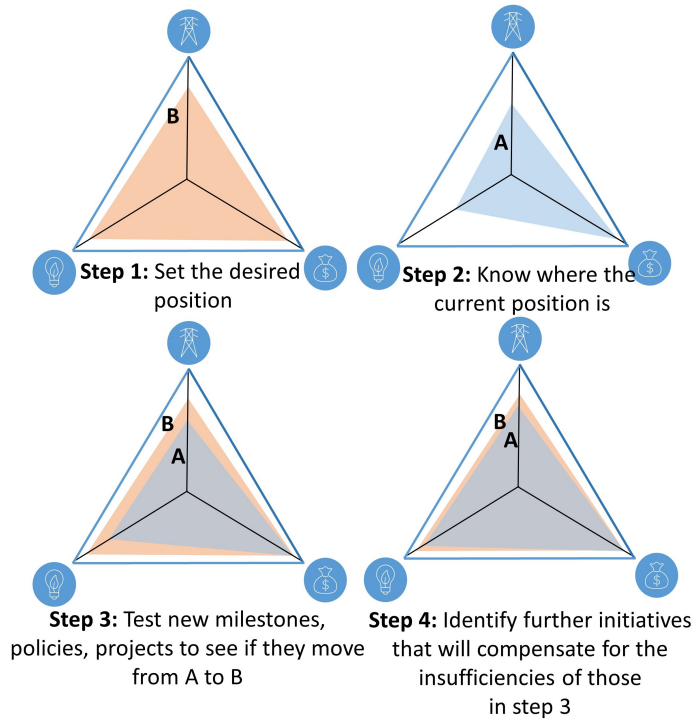 B
Step 1: Set the desired
position
A
Step 2: Know where the
current position is
B
A
Step 3: Test new milestones,
policies, projects to see if they move
from A to B
B
A
Step 4: Identify further initiatives
that will compensate for the
insufficiencies of those
in step 3
$
$
$
$